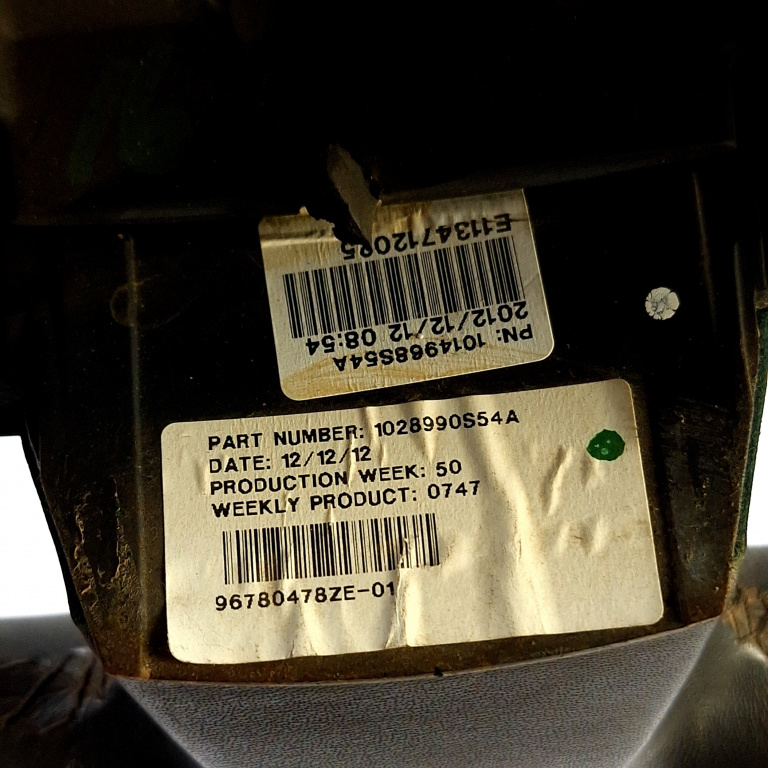 PN: 1014968S54A
2012/12/12 08:54
E1134712095
PART NUMBER: 1028990S54A
DATE: 12/12/12
PRODUCTION WEEK: 50
WEEKLY PRODUCT: 0747
96780478ZE-01